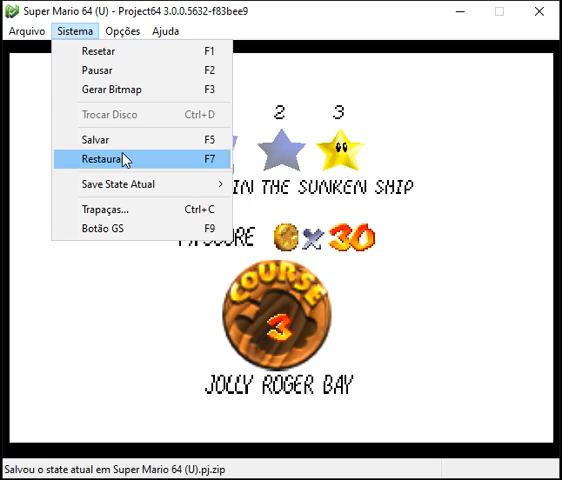 Super Mario 64 (U) - Project64 3.0.0.5632-f83bee9
Arquivo Sistema Opções Ajuda
Resetar F1
Pausar F2
Gerar Bitmap F3
Trocar Disco Ctrl+D
Salvar F5
Restaurar F7
Save State Atual
Trapaças... Ctrl+C
Botão GS F9
2 3
IN THE SUNKEN SHIP
MY SCORE × 30
COURSE
3
JOLLY ROGER BAY
Salvou o state atual em Super Mario 64 (U).pj.zip